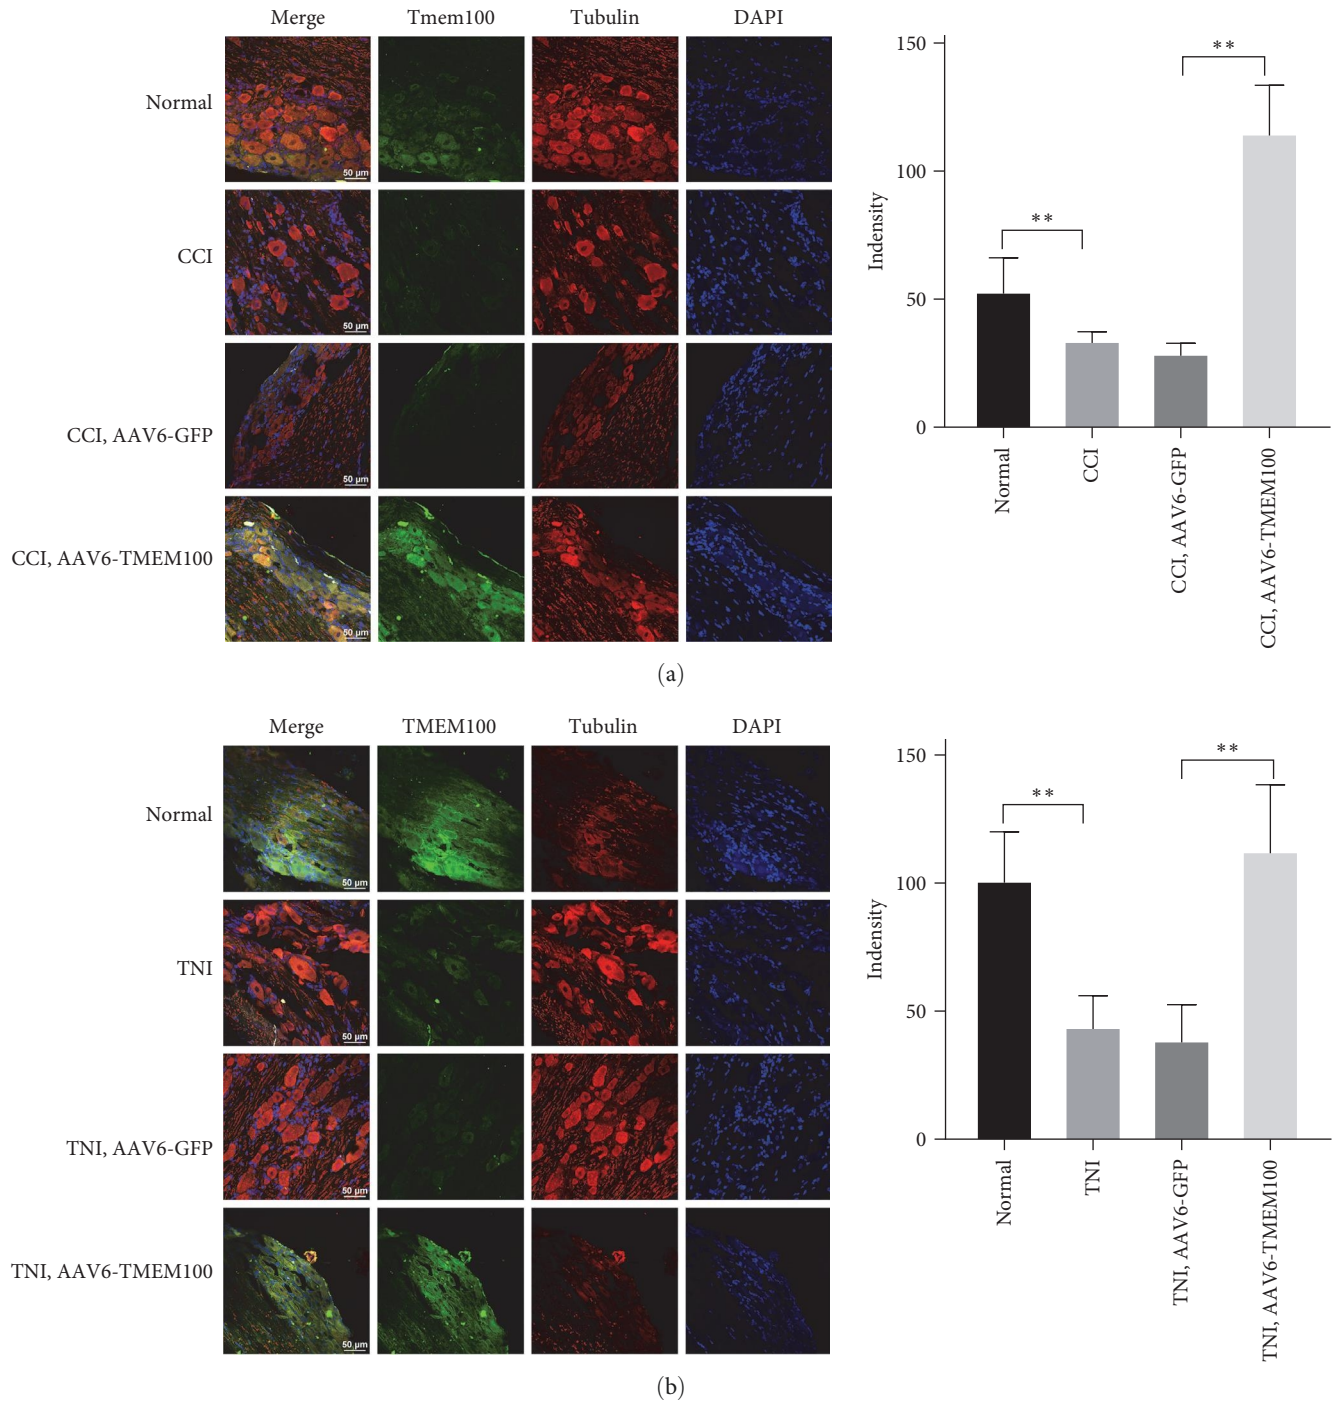 Merge Tmem100 Tubulin DAPI
Normal
50 µm
CCI
50 µm
CCI, AAV6-GFP
50 µm
CCI, AAV6-TMEM100
50 µm
150
100
50
0
Indensity
**
**
Normal
CCI
CCI, AAV6-GFP
CCI, AAV6-TMEM100
(a)
Merge TMEM100 Tubulin DAPI
Normal
50 µm
TNI
50 µm
TNI, AAV6-GFP
50 µm
TNI, AAV6-TMEM100
50 µm
150
100
50
0
Indensity
**
**
Normal
TNI
TNI, AAV6-GFP
TNI, AAV6-TMEM100
(b)